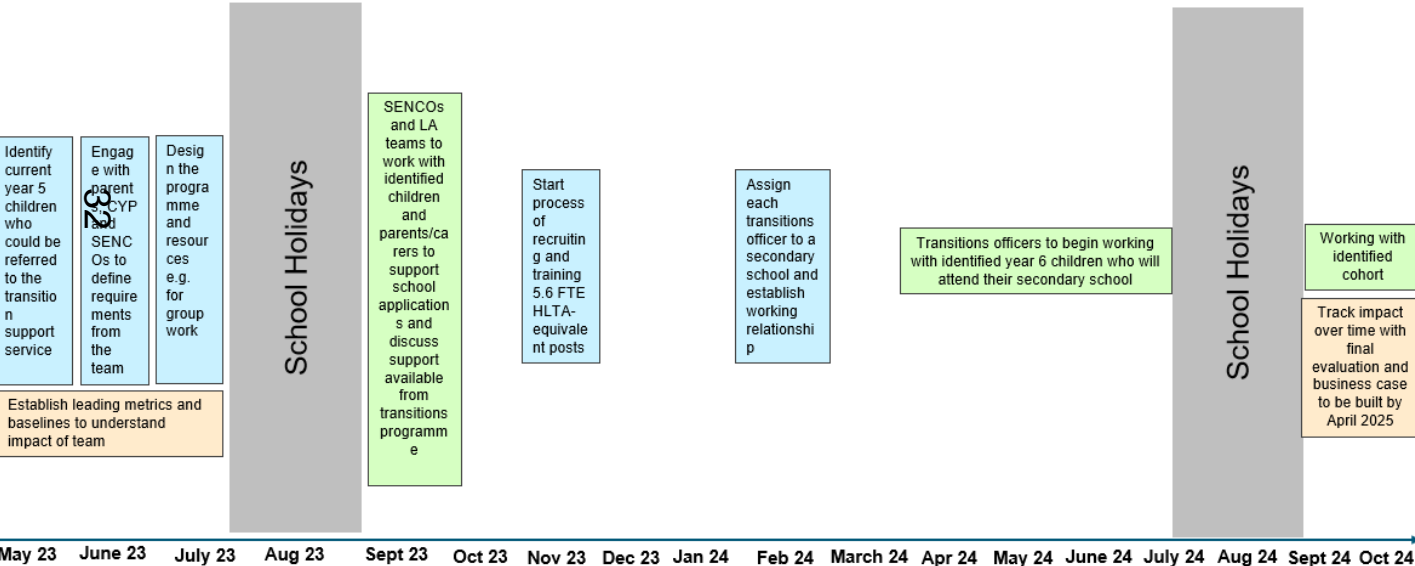 Identify
current
year 5
children
who
could be
referred
to the
transitio
n
support
service
Engag
e with
parent
s, CYP
and
SENC
Os to
define
require
ments
from
the
team
32
Desig
n the
progra
mme
and
resour
ces
e.g.
for
group
work
Establish leading metrics and
baselines to understand
impact of team
School Holidays
SENCOs
and LA
teams to
work with
identified
children
and
parents/ca
rers to
support
school
application
s and
discuss
support
available
from
transitions
programm
e
Start
process
of
recruitin
g and
training
5.6 FTE
HLTA-
equivale
nt posts
Assign
each
transitions
officer to a
secondary
school and
establish
working
relationshi
p
Transitions officers to begin working
with identified year 6 children who will
attend their secondary school
School Holidays
Working with
identified
cohort
Track impact
over time with
final
evaluation and
business case
to be built by
April 2025
May 23 June 23 July 23 Aug 23 Sept 23 Oct 23 Nov 23 Dec 23 Jan 24 Feb 24 March 24 Apr 24 May 24 June 24 July 24 Aug 24 Sept 24 Oct 24